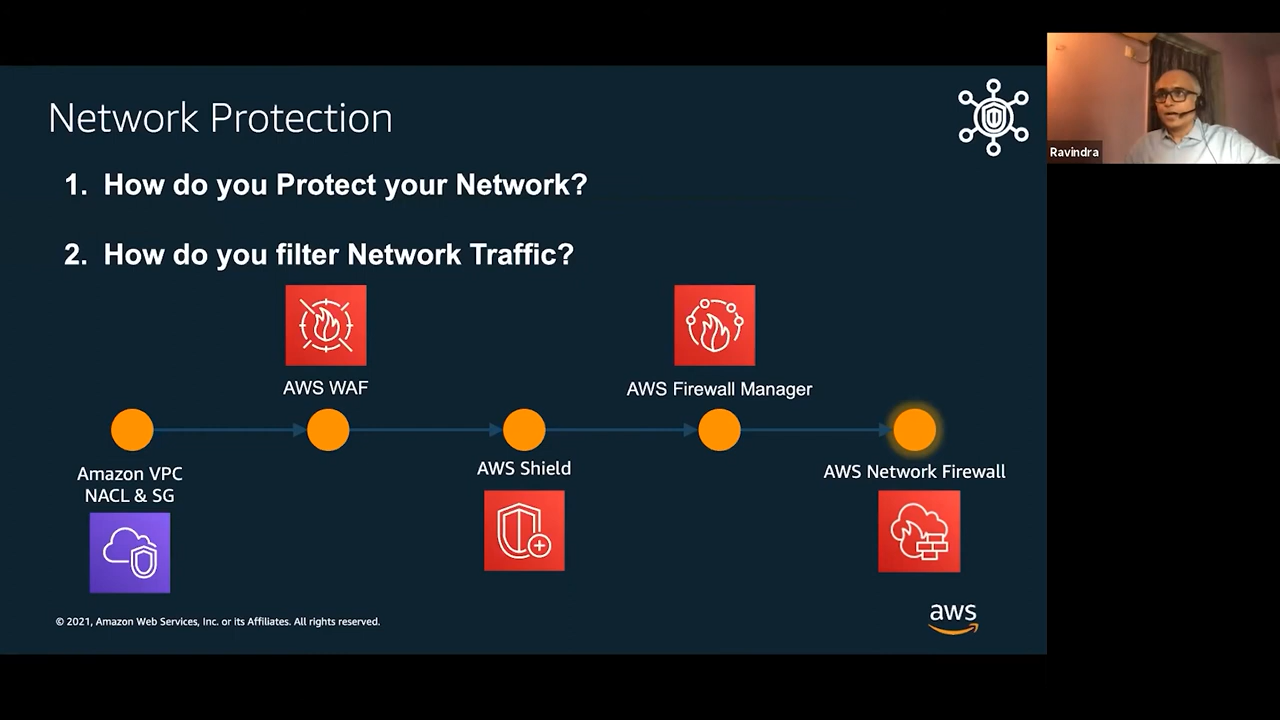 Network Protection
Ravindra
1. How do you Protect your Network?
2. How do you filter Network Traffic?
AWS WAF
AWS Firewall Manager
Amazon VPC
NACL & SG
AWS Shield
AWS Network Firewall
© 2021, Amazon Web Services, Inc. or its Affiliates. All rights reserved.
aws